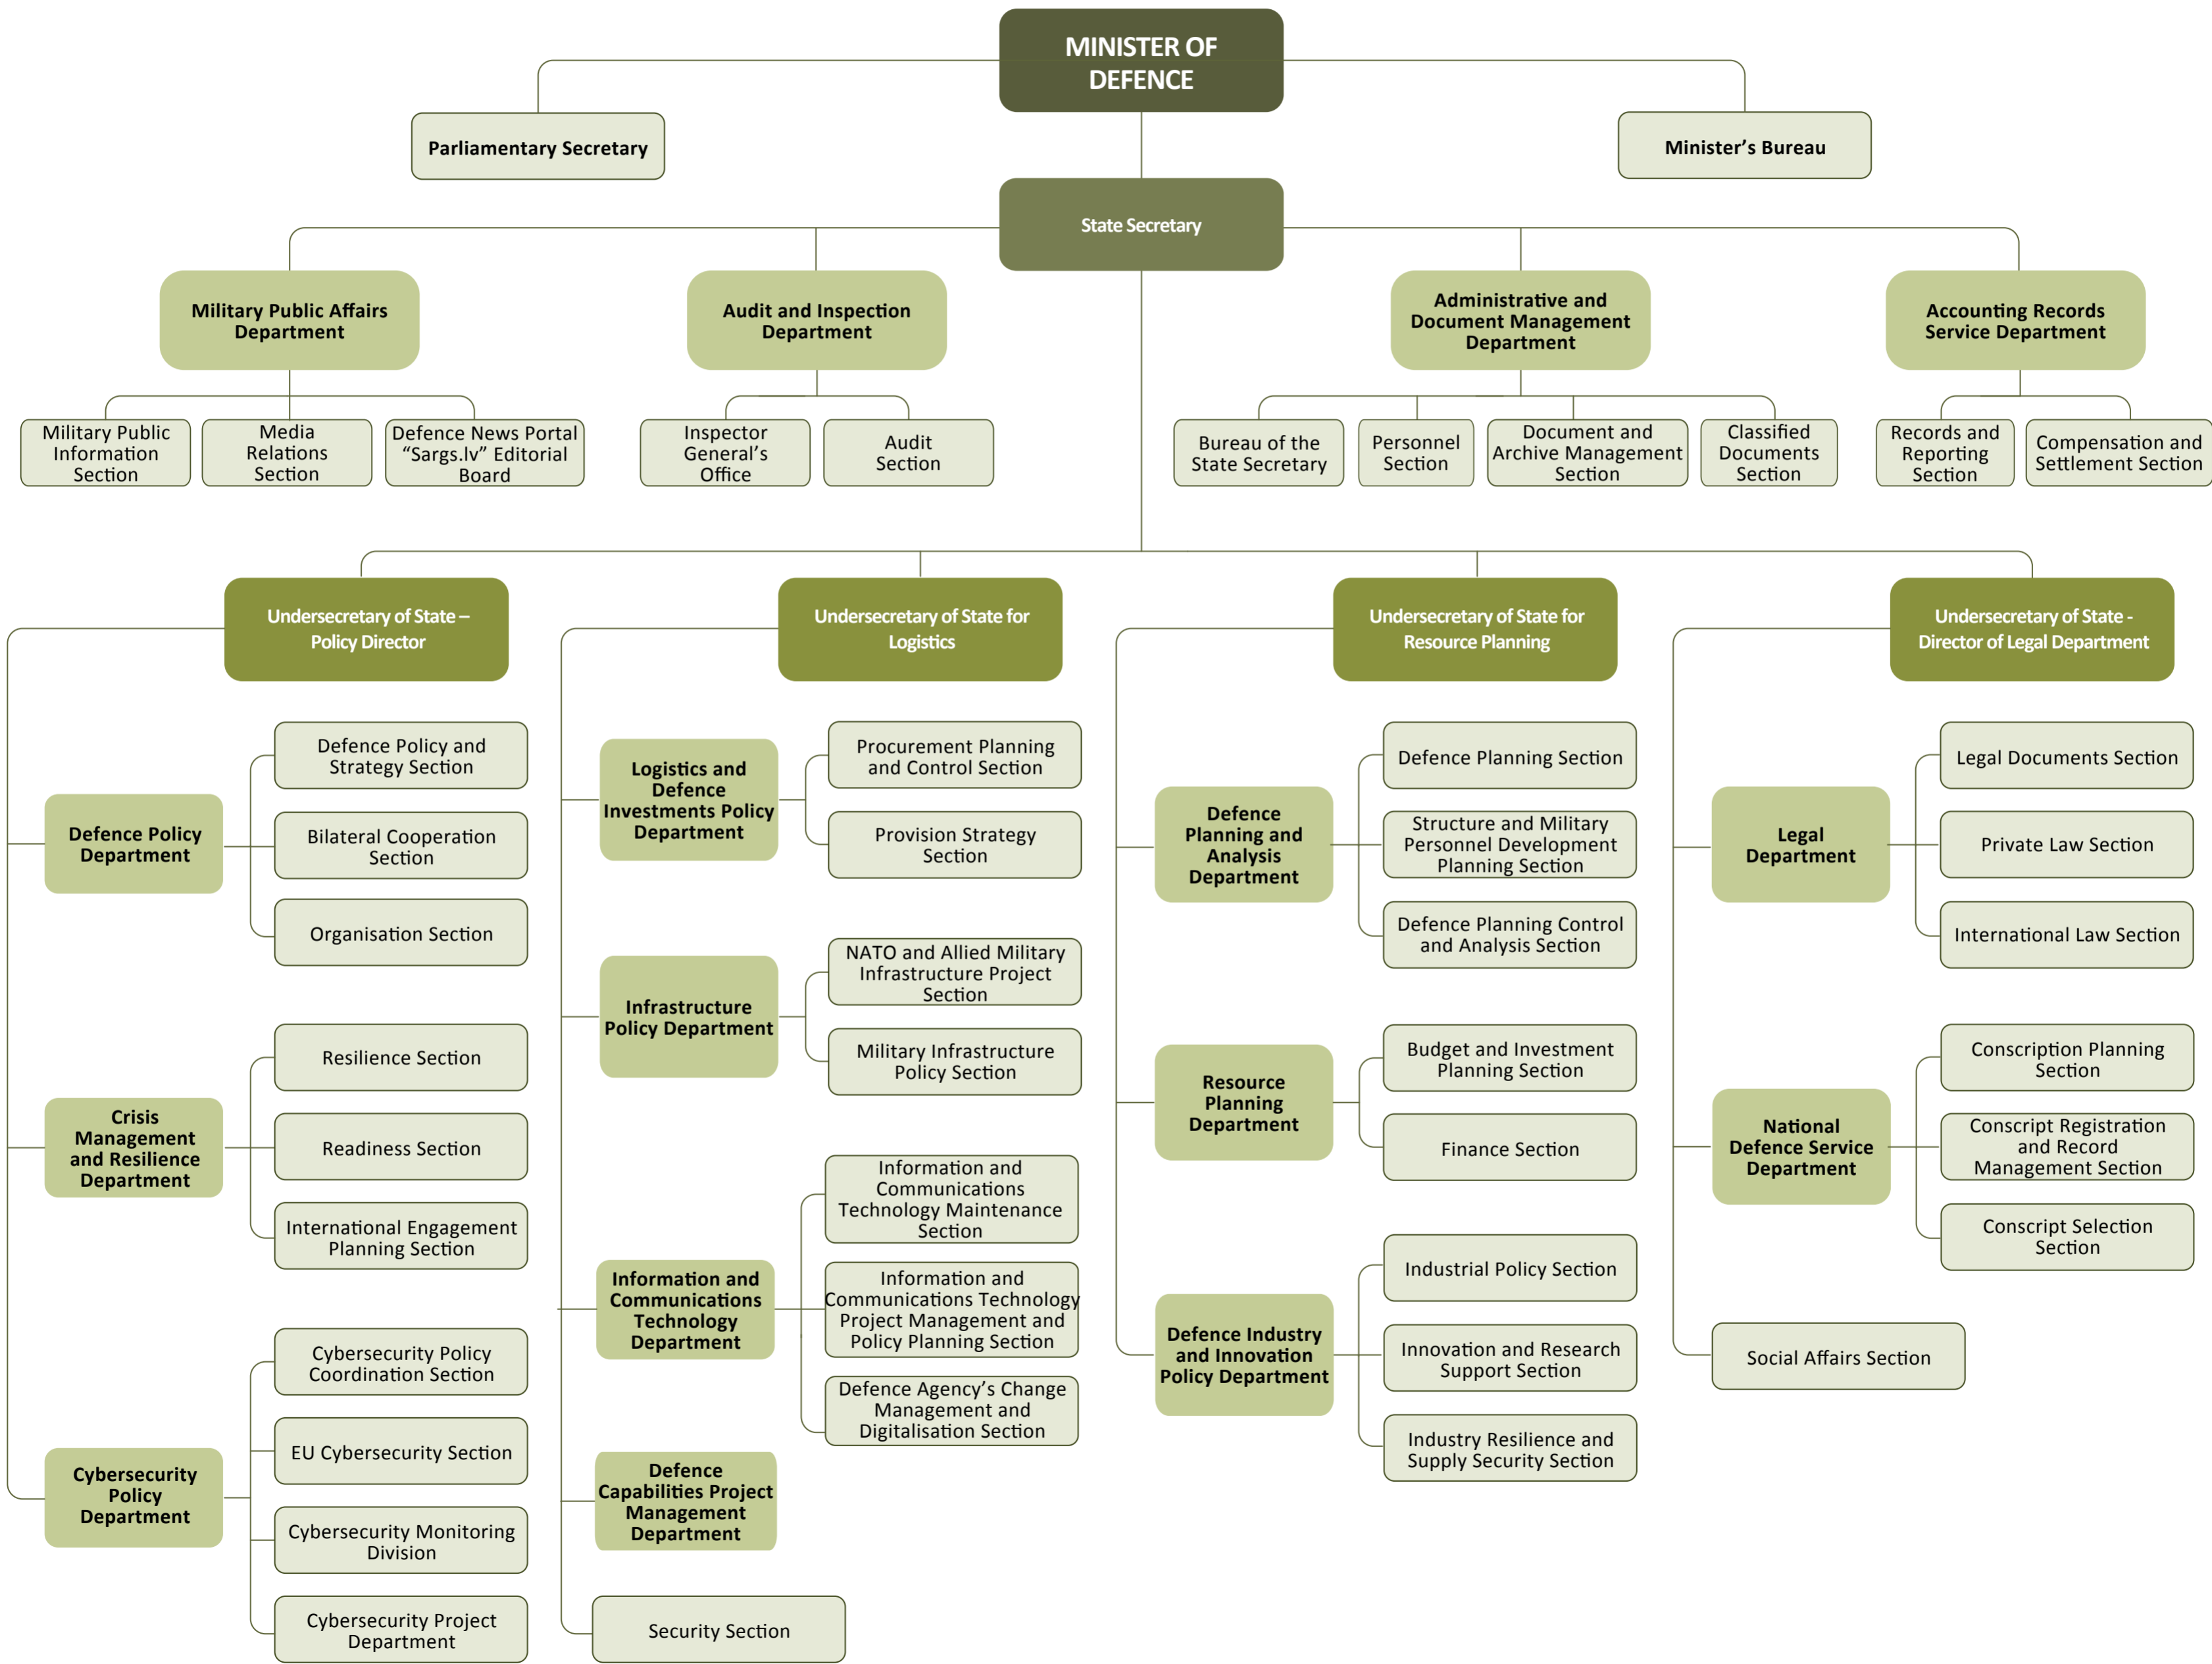 MINISTER OF
DEFENCE
Parliamentary Secretary
Minister’s Bureau
State Secretary
Military Public Affairs
Department
Audit and Inspection
Department
Administrative and
Document Management
Department
Accounting Records
Service Department
Military Public
Information
Section
Media
Relations
Section
Defence News Portal
“Sargs.lv” Editorial
Board
Inspector
General’s
Office
Audit
Section
Bureau of the
State Secretary
Personnel
Section
Document and
Archive Management
Section
Classified
Documents
Section
Records and
Reporting
Section
Compensation and
Settlement Section
Undersecretary of State –
Policy Director
Undersecretary of State for
Logistics
Undersecretary of State for
Resource Planning
Undersecretary of State -
Director of Legal Department
Defence Policy
Department
Defence Policy and
Strategy Section
Bilateral Cooperation
Section
Organisation Section
Crisis
Management
and Resilience
Department
Resilience Section
Readiness Section
International Engagement
Planning Section
Cybersecurity
Policy
Department
Cybersecurity Policy
Coordination Section
EU Cybersecurity Section
Cybersecurity Monitoring
Division
Cybersecurity Project
Department
Logistics and
Defence
Investments Policy
Department
Procurement Planning
and Control Section
Provision Strategy
Section
Infrastructure
Policy Department
NATO and Allied Military
Infrastructure Project
Section
Military Infrastructure
Policy Section
Information and
Communications
Technology
Department
Information and
Communications
Technology Maintenance
Section
Information and
Communications Technology
Project Management and
Policy Planning Section
Defence Agency’s Change
Management and
Digitalisation Section
Defence
Capabilities Project
Management
Department
Security Section
Defence
Planning and
Analysis
Department
Defence Planning Section
Structure and Military
Personnel Development
Planning Section
Defence Planning Control
and Analysis Section
Resource
Planning
Department
Budget and Investment
Planning Section
Finance Section
Defence Industry
and Innovation
Policy Department
Industrial Policy Section
Innovation and Research
Support Section
Industry Resilience and
Supply Security Section
Legal
Department
Legal Documents Section
Private Law Section
International Law Section
National
Defence Service
Department
Conscription Planning
Section
Conscript Registration
and Record
Management Section
Conscript Selection
Section
Social Affairs Section